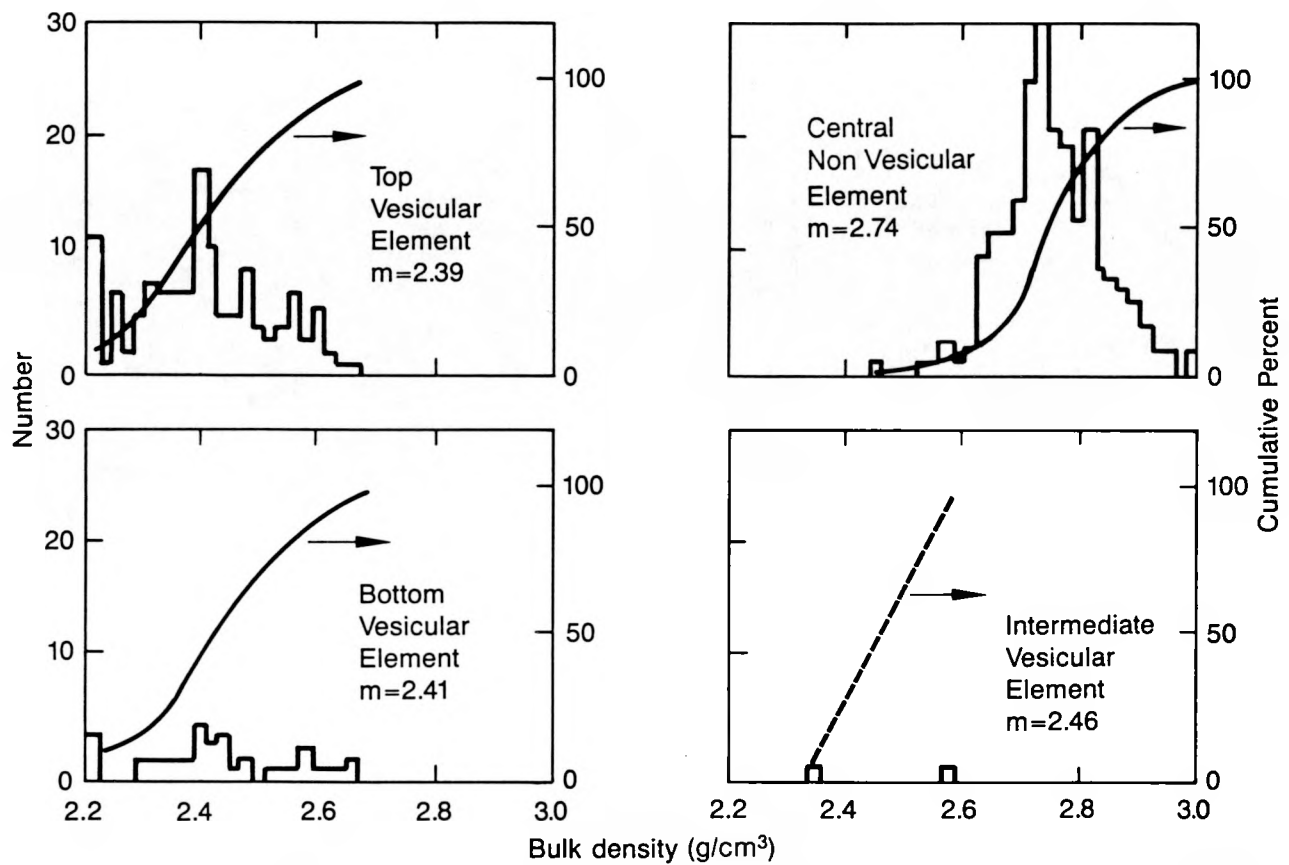 30
20
10
0
100
50
0
Top
Vesicular
Element
m=2.39
Central
Non Vesicular
Element
m=2.74
100
50
0
Number
Cumulative Percent
30
20
10
0
100
50
0
Bottom
Vesicular
Element
m=2.41
Intermediate
Vesicular
Element
m=2.46
100
50
0
2.2 2.4 2.6 2.8 3.0
2.2 2.4 2.6 2.8 3.0
Bulk density (g/cm³)